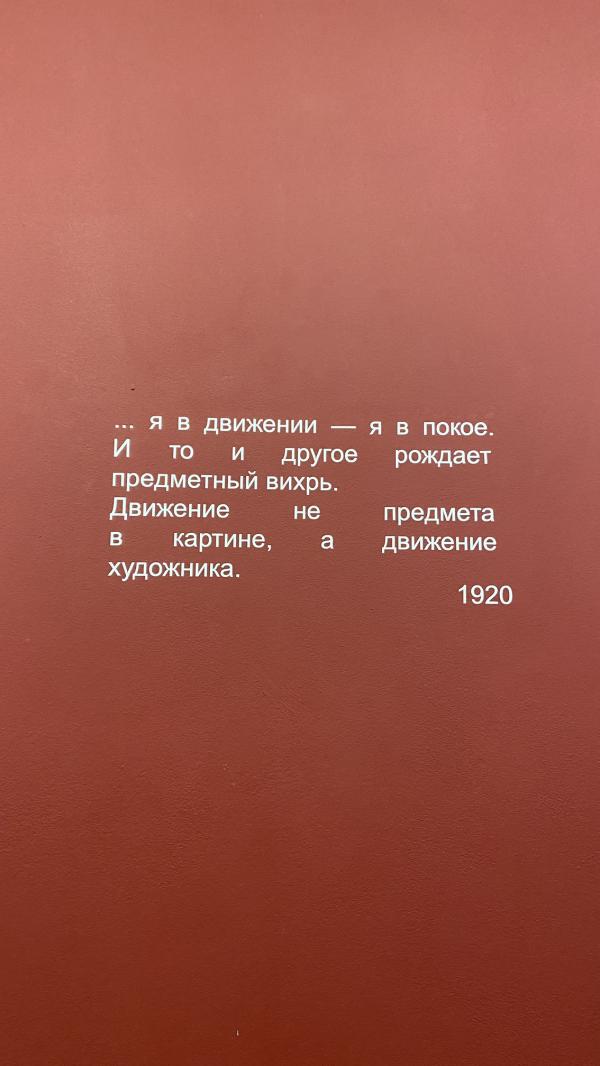 ... я в движении — я в покое.
И то и другое рождает
предметный вихрь.
Движение не предмета
в картине, а движение
художника.
1920